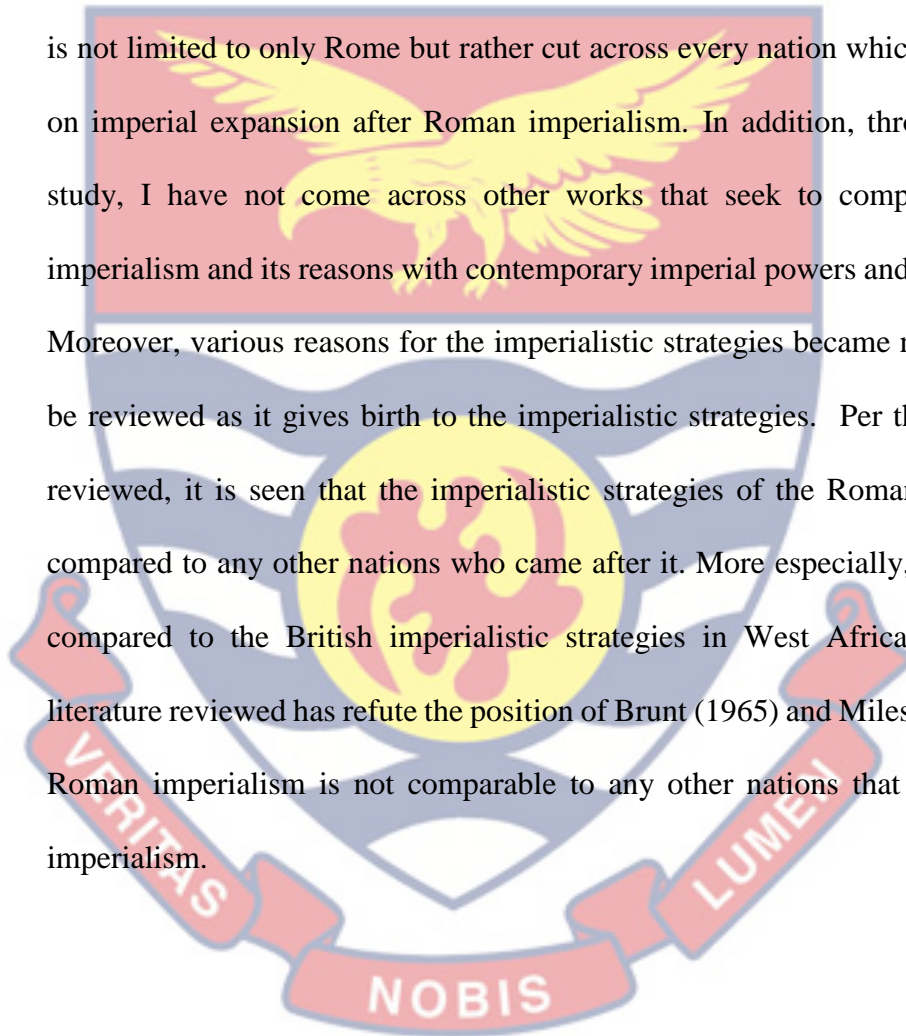 is not limited to only Rome but rather cut across every nation which
on imperial expansion after Roman imperialism. In addition,
study, I have not come across other works that seek to
imperialism and its reasons with contemporary imperial powers and
Moreover, various reasons for the imperialistic strategies became
be reviewed as it gives birth to the imperialistic strategies. Per
reviewed, it is seen that the imperialistic strategies of the Roman
compared to any other nations who came after it. More especially,
compared to the British imperialistic strategies in West Africa
literature reviewed has refute the position of Brunt (1965) and Miles
Roman imperialism is not comparable to any other nations that
imperialism.
VERITAS
NOBIS
LUMEN